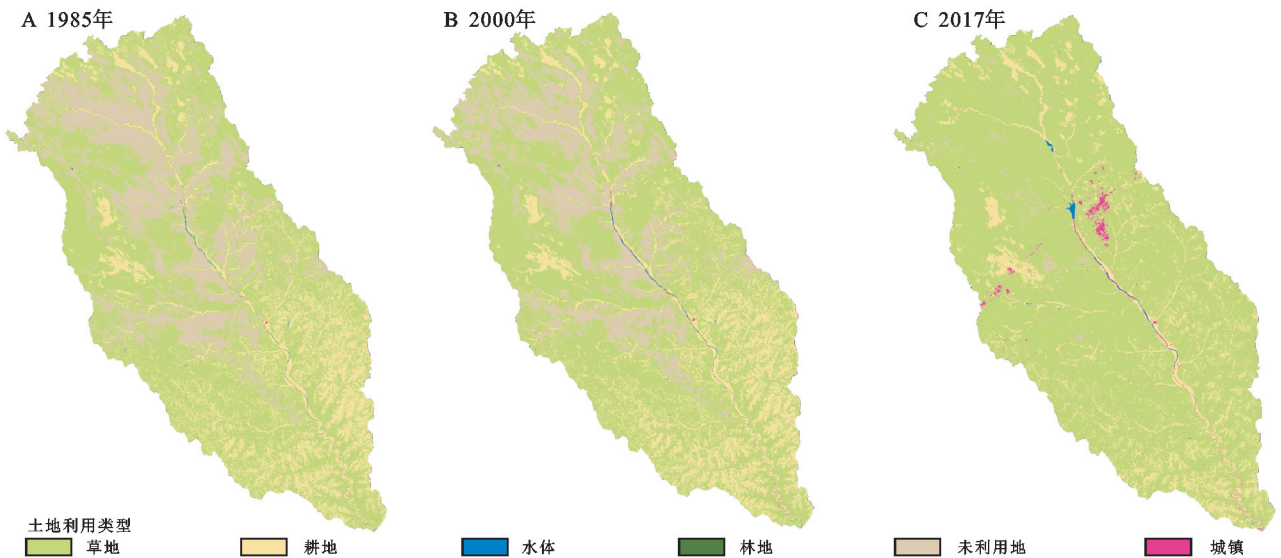 A 1985年
B 2000年
C 2017年
土地利用类型
草地
耕地
水体
林地
未利用地
城镇